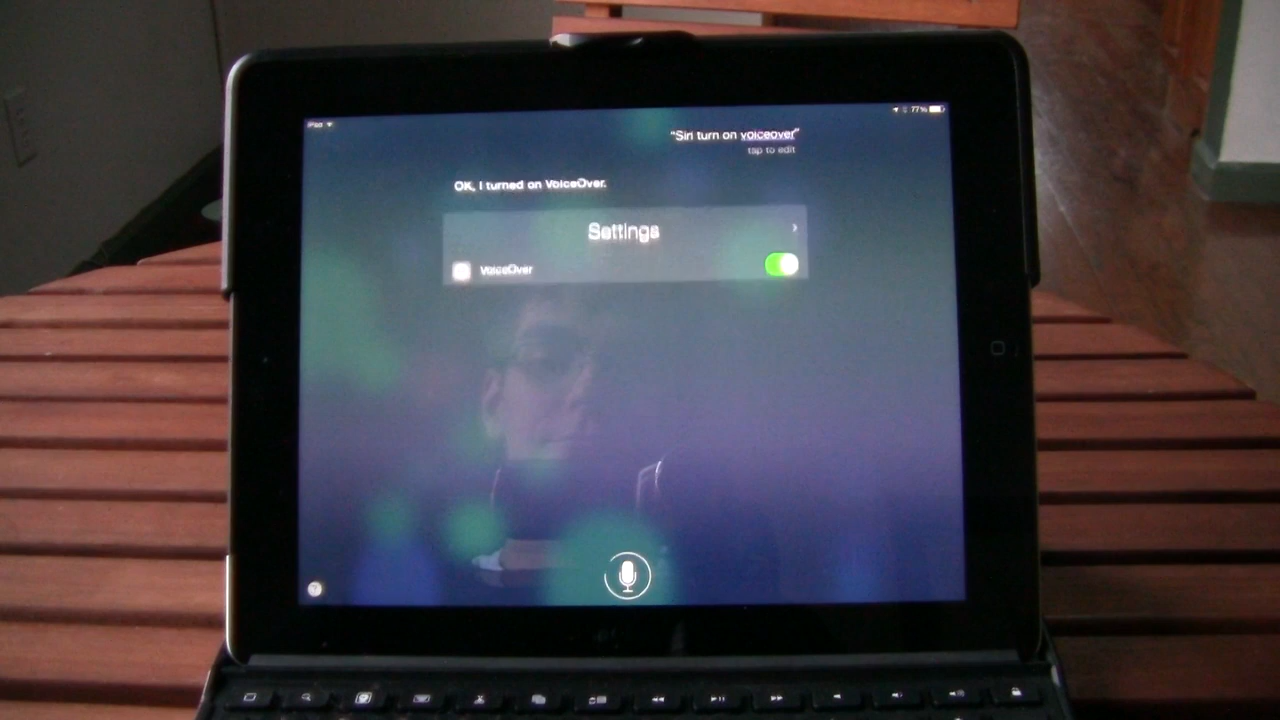 iPad
77%
"Siri turn on voiceover"
tap to edit
OK, I turned on VoiceOver.
Settings
VoiceOver
?